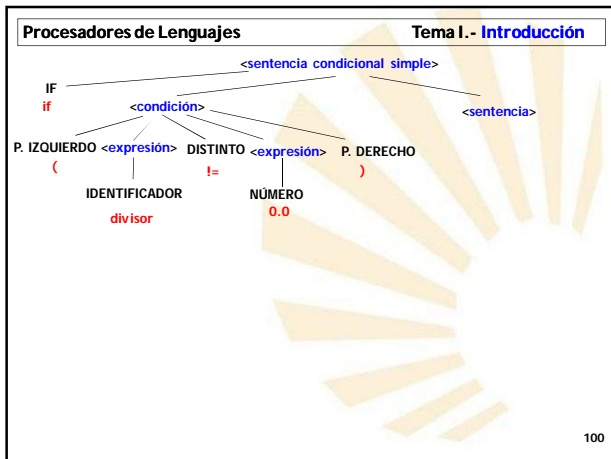 Procesadores de Lenguajes Tema I.- Introducción
<sentencia condicional simple>
IF
if <condición> <sentencia>
P. IZQUIERDO <expresión> DISTINTO <expresión> P. DERECHO
( != )
IDENTIFICADOR NÚMERO
divisor 0.0
100